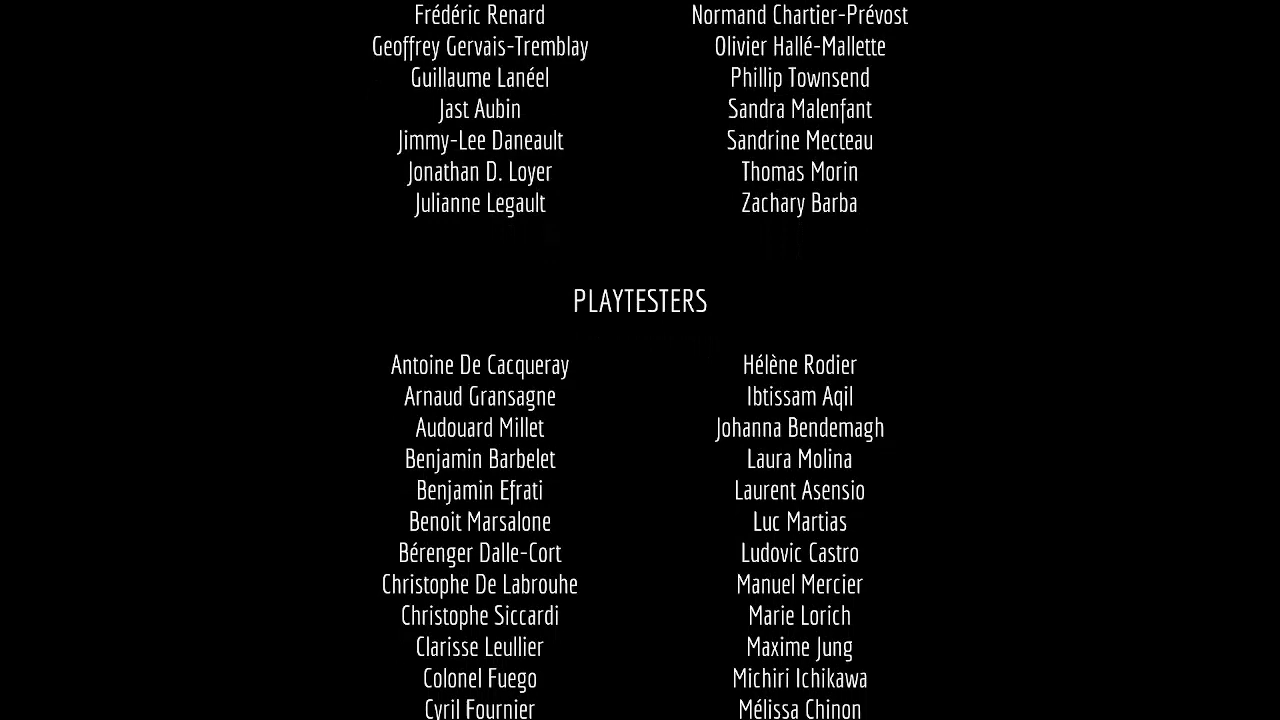 Frédéric Renard
Geoffrey Gervais-Tremblay
Guillaume Lanéel
Jast Aubin
Jimmy-Lee Daneault
Jonathan D. Loyer
Julianne Legault
Normand Chartier-Prévost
Olivier Hallé-Mallette
Phillip Townsend
Sandra Malenfant
Sandrine Mecteau
Thomas Morin
Zachary Barba
PLAYTESTERS
Antoine De Cacqueray
Arnaud Gransagne
Audouard Millet
Benjamin Barbelet
Benjamin Efrati
Benoit Marsalone
Bérenger Dalle-Cort
Christophe De Labrouhe
Christophe Siccardi
Clarisse Leullier
Colonel Fuego
Cyril Fournier
Hélène Rodier
Ibtissam Aqil
Johanna Bendemagh
Laura Molina
Laurent Asensio
Luc Martias
Ludovic Castro
Manuel Mercier
Marie Lorich
Maxime Jung
Michiri Ichikawa
Mélissa Chinon